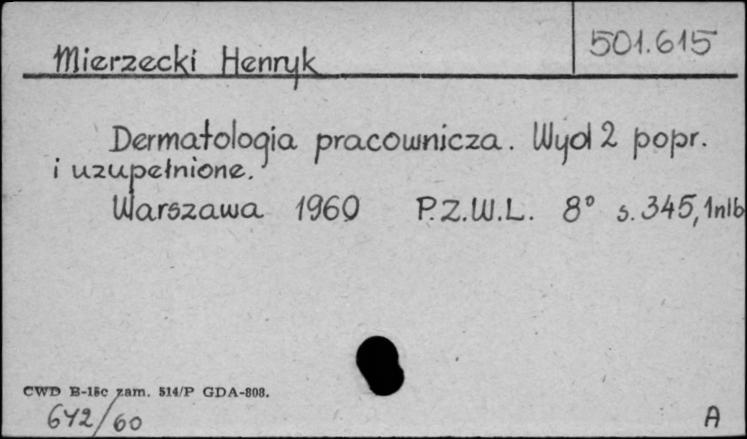 501.615
Mierzecki Henryk
Dermatologia pracownicza. Wyd 2 popr.
i uzupełnione.
Warszawa 1960 P.Z.W.L. 8° s. 345, 1nlb
CWD B-15c zam. 514/P GDA-808.
642/60
A